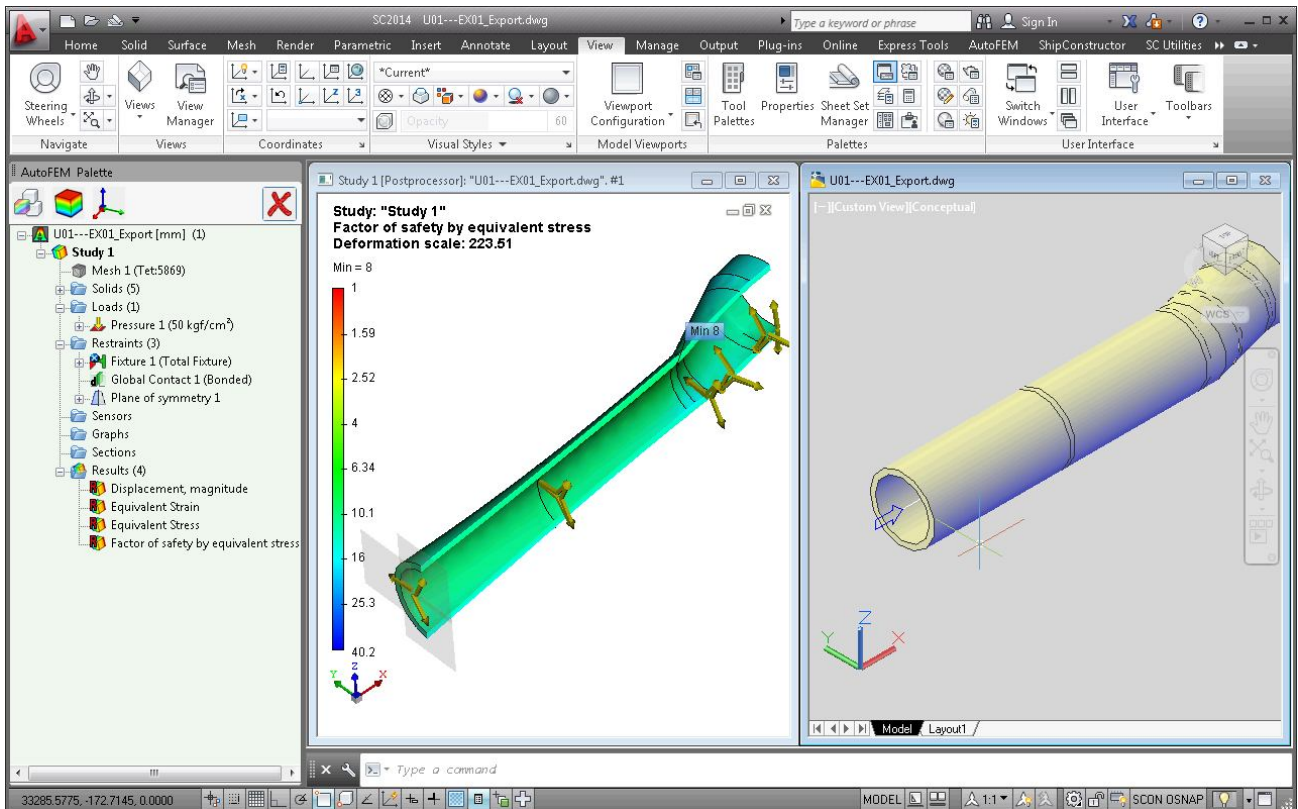 SC2014 U01---EX01_Export.dwg
Type a keyword or phrase
Sign In
Home Solid Surface Mesh Render Parametric Insert Annotate Layout View Manage Output Plug-ins Online Express Tools AutoFEM ShipConstructor SC Utilities
*Current*
Opacity 60
Steering Wheels
Views
View Manager
Viewport Configuration
Tool Palettes
Properties
Sheet Set Manager
Switch Windows
User Interface
Toolbars
Navigate Views Coordinates Visual Styles Model Viewports Palettes User Interface
AutoFEM Palette
U01---EX01_Export [mm] (1)
Study 1
Mesh 1 (Tet:5869)
Solids (5)
Loads (1)
Pressure 1 (50 kgf/cm²)
Restraints (3)
Fixture 1 (Total Fixture)
Global Contact 1 (Bonded)
Plane of symmetry 1
Sensors
Graphs
Sections
Results (4)
Displacement, magnitude
Equivalent Strain
Equivalent Stress
Factor of safety by equivalent stress
Study 1 [Postprocessor]: "U01---EX01_Export.dwg". #1
Study: "Study 1"
Factor of safety by equivalent stress
Deformation scale: 223.51
Min = 8
1
1.59
2.52
4
6.34
10.1
16
25.3
40.2
Min 8
Z
Y X
U01---EX01_Export.dwg
[−][Custom View][Conceptual]
WCS
Z
Y X
Model Layout1
Type a command
33285.5775, -172.7145, 0.0000
MODEL
1:1
SCON OSNAP